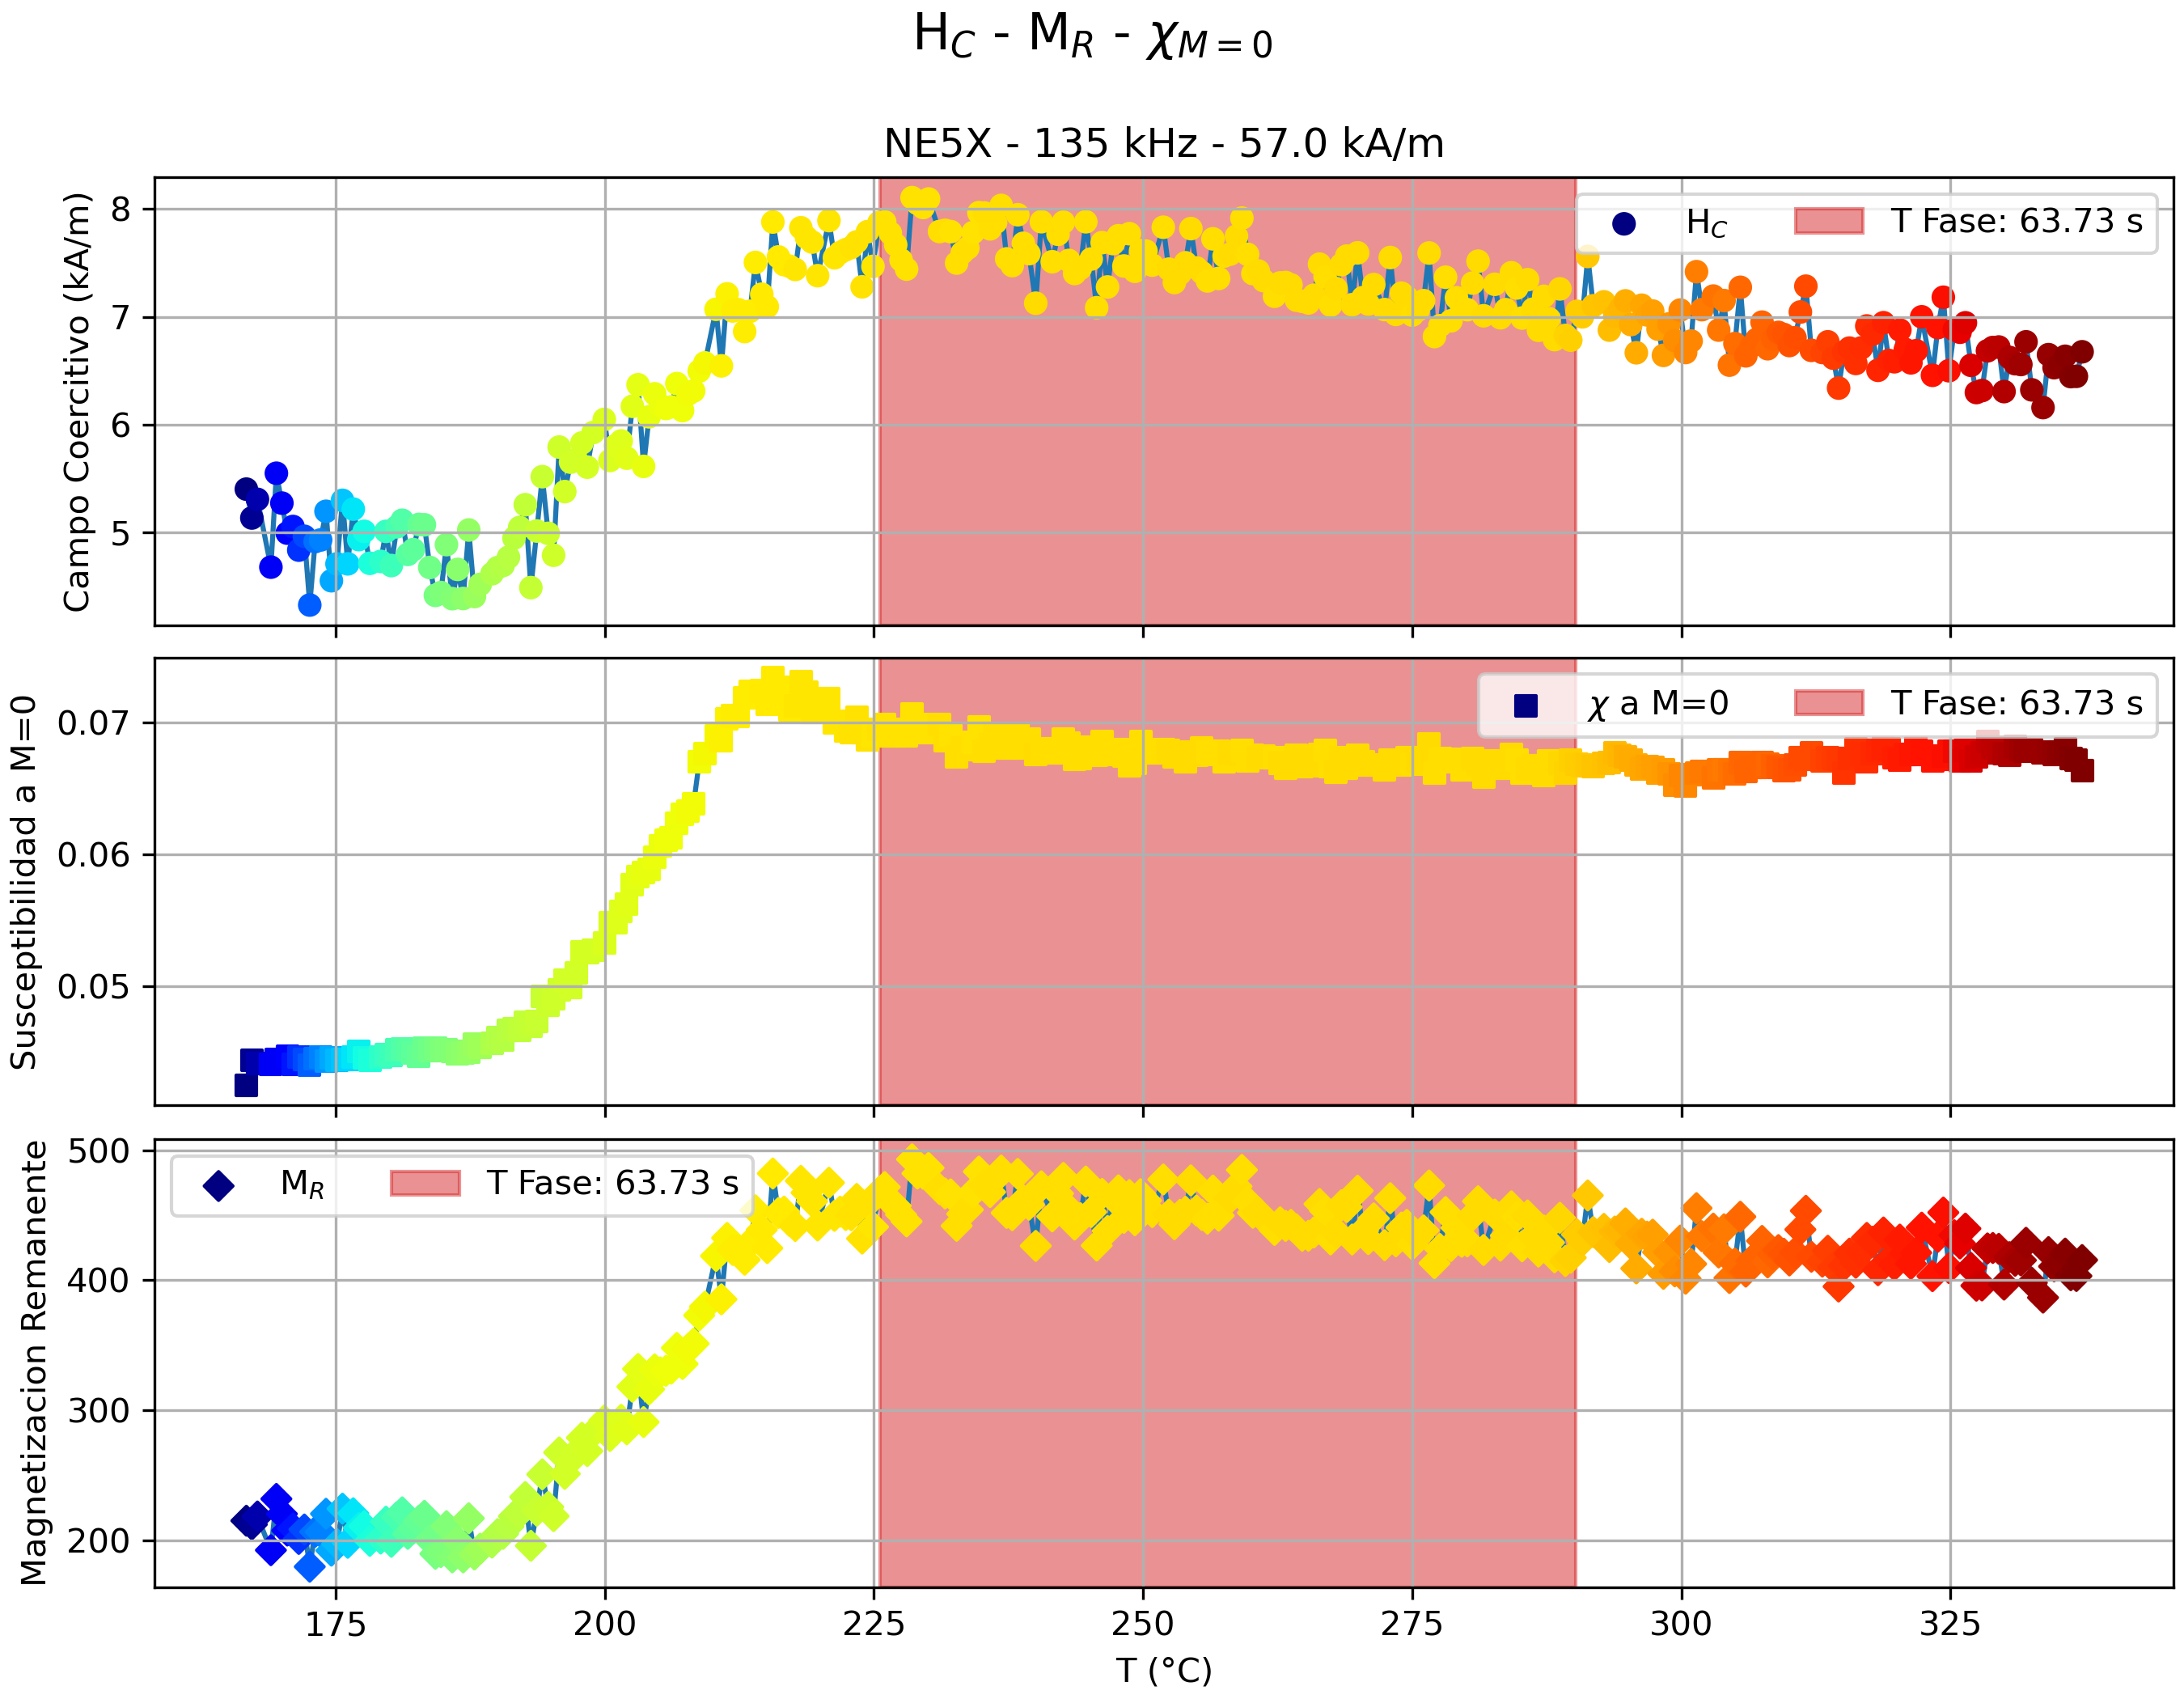 H_C - M_R - χ_{M=0}
NE5X - 135 kHz - 57.0 kA/m
Campo Coercitivo (kA/m)
8
7
6
5
H_C T Fase: 63.73 s
Susceptibilidad a M=0
0.07
0.06
0.05
χ a M=0 T Fase: 63.73 s
Magnetizacion Remanente
500
400
300
200
M_R T Fase: 63.73 s
175 200 225 250 275 300 325
T (°C)